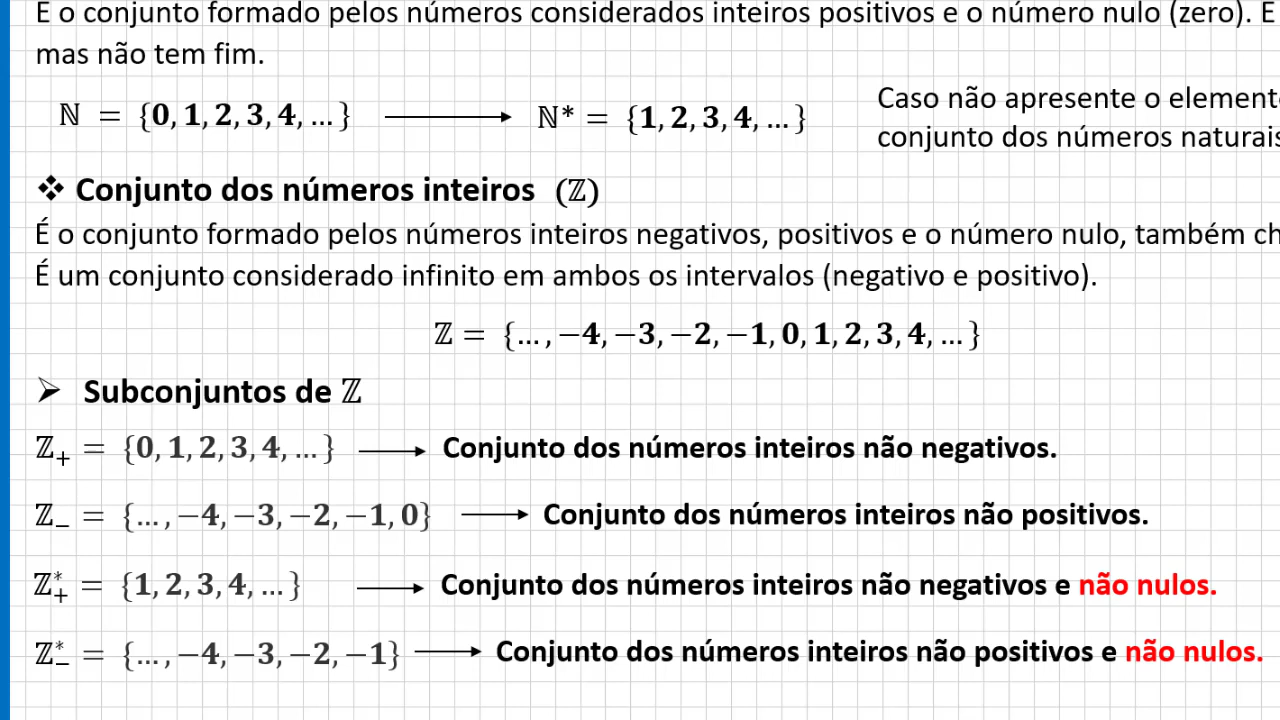 É o conjunto formado pelos números considerados inteiros positivos e o número nulo (zero). É
mas não tem fim.
ℕ = {0, 1, 2, 3, 4, ... } → ℕ* = {1, 2, 3, 4, ... }
Caso não apresente o
conjunto dos números naturais
❖ Conjunto dos números inteiros (ℤ)
É o conjunto formado pelos números inteiros negativos, positivos e o número nulo, também
É um conjunto considerado infinito em ambos os intervalos (negativo e positivo).
ℤ = {... , −4, −3, −2, −1, 0, 1, 2, 3, 4, ... }
➢ Subconjuntos de ℤ
ℤ₊ = {0, 1, 2, 3, 4, ... } → Conjunto dos números inteiros não negativos.
ℤ₋ = {... , −4, −3, −2, −1, 0} → Conjunto dos números inteiros não positivos.
ℤ₊* = {1, 2, 3, 4, ... } → Conjunto dos números inteiros não negativos e não nulos.
ℤ₋* = {... , −4, −3, −2, −1} → Conjunto dos números inteiros não positivos e não nulos.